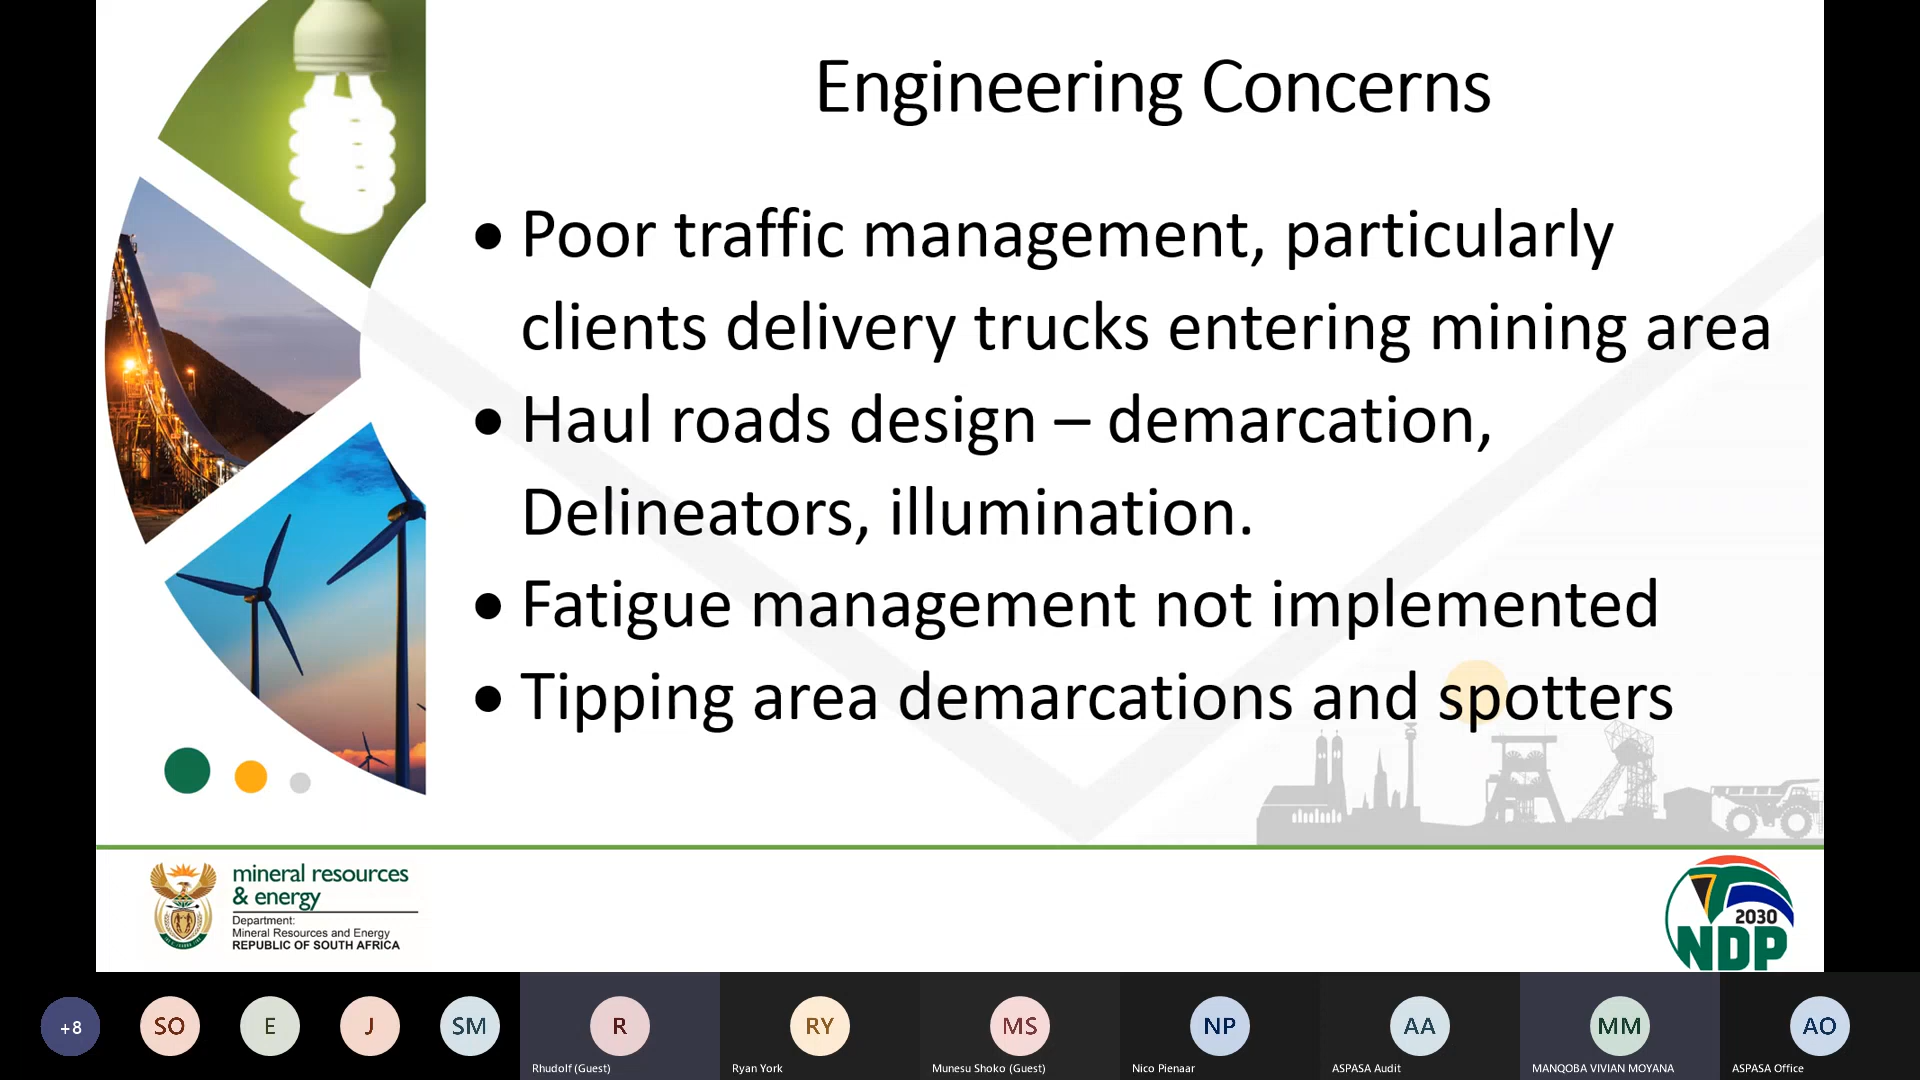 Engineering Concerns
• Poor traffic management, particularly
clients delivery trucks entering mining area
• Haul roads design – demarcation,
Delineators, illumination.
• Fatigue management not implemented
• Tipping area demarcations and spotters
mineral resources
& energy
Department:
Mineral Resources and Energy
REPUBLIC OF SOUTH AFRICA
2030
NDP
+8
SO
E
J
SM
R
RY
MS
NP
AA
MM
AO
Rhudolf (Guest)
Ryan York
Munesu Shoko (Guest)
Nico Pienaar
ASPASA Audit
MANQOBA VIVIAN MOYANA
ASPASA Office